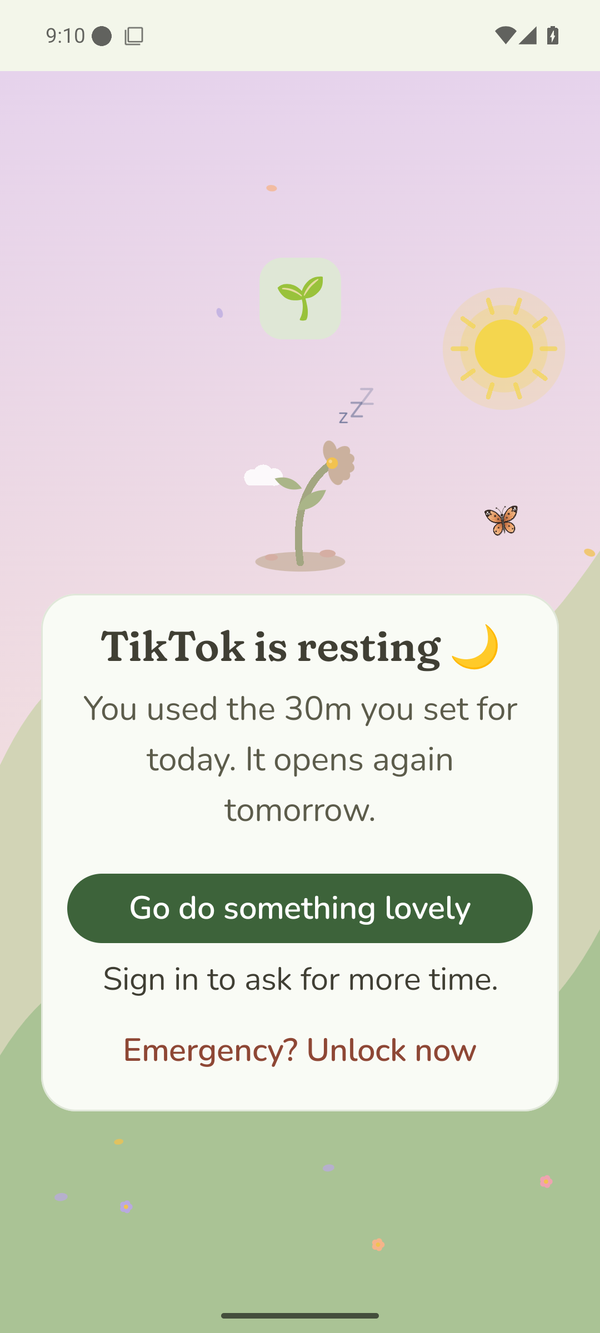 9:10
z
Z
Z
TikTok is resting 🌙
You used the 30m you set for
today. It opens again
tomorrow.
Go do something lovely
Sign in to ask for more time.
Emergency? Unlock now